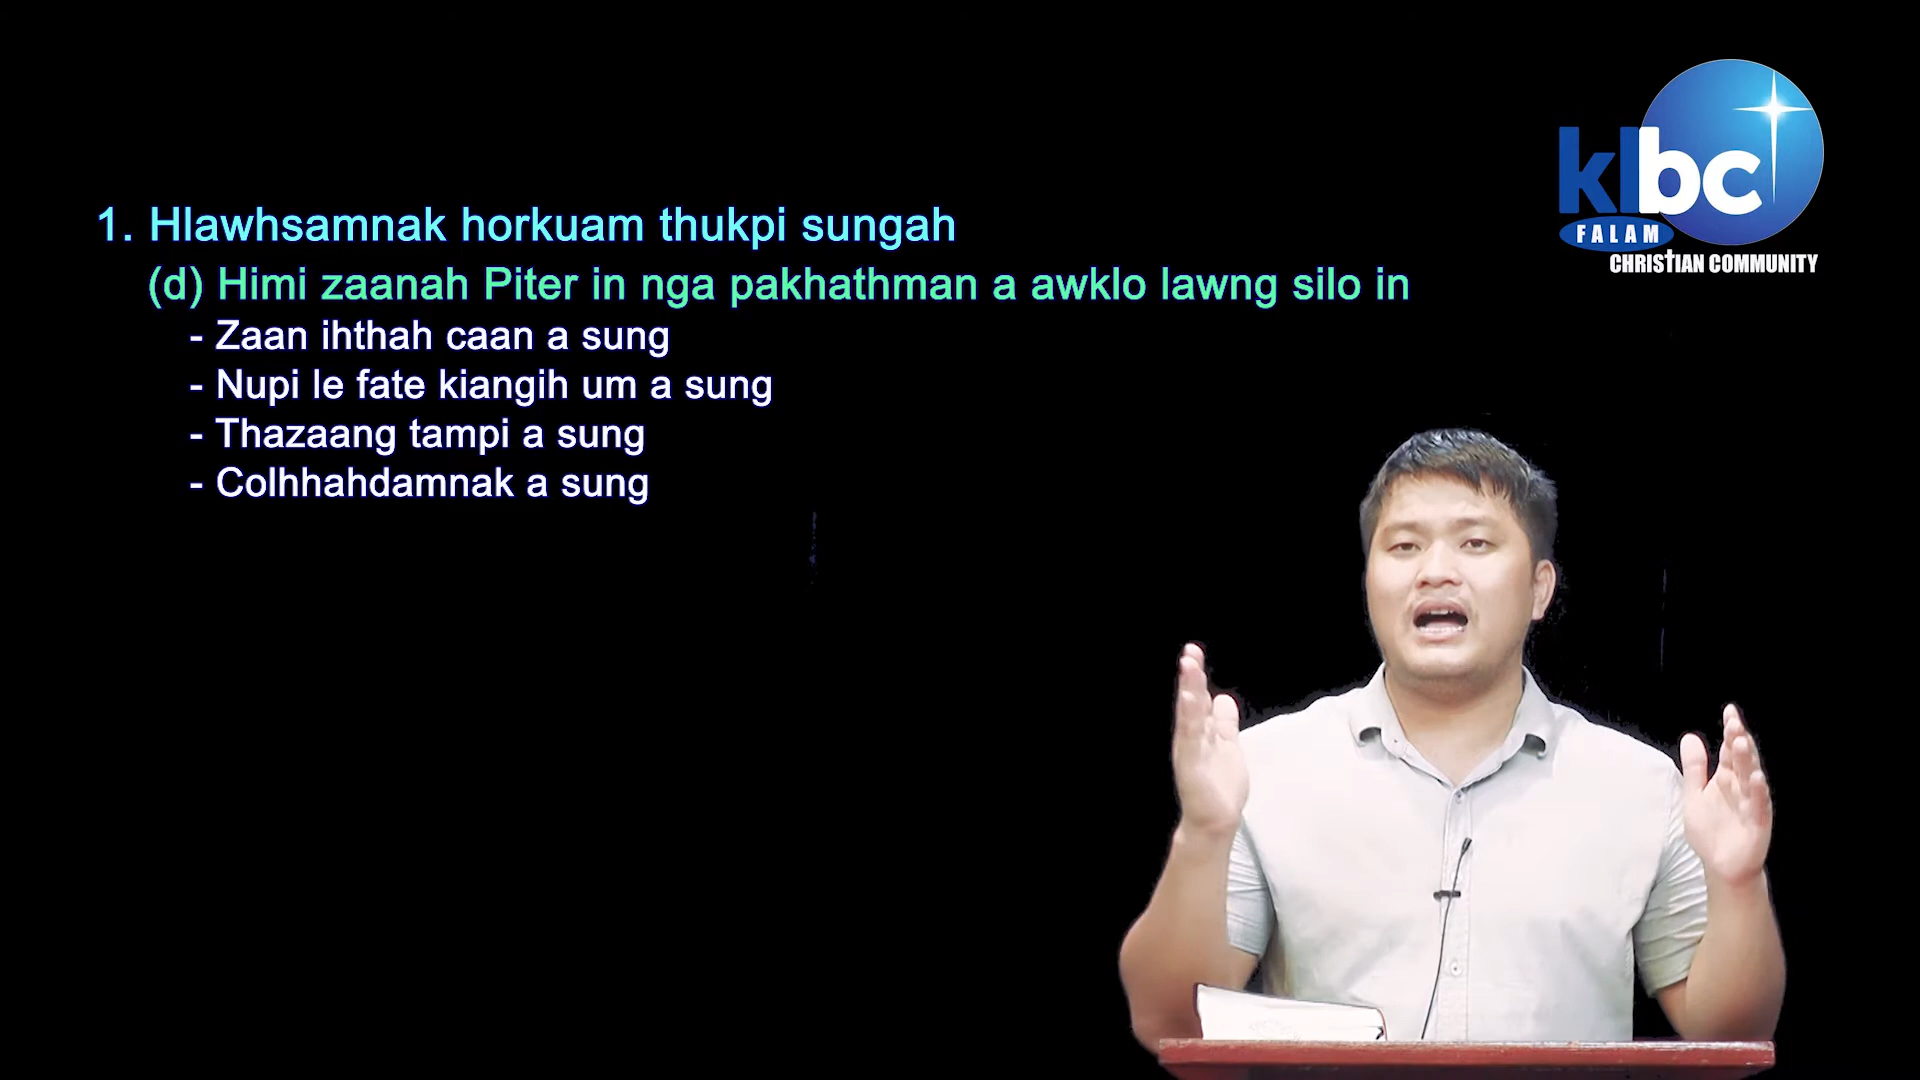 klbc
FALAM
CHRISTIAN COMMUNITY
1. Hlawhsamnak horkuam thukpi sungah
(d) Himi zaanah Piter in nga pakhathman a awklo lawng silo in
- Zaan ihthah caan a sung
- Nupi le fate kiangih um a sung
- Thazaang tampi a sung
- Colhhahdamnak a sung